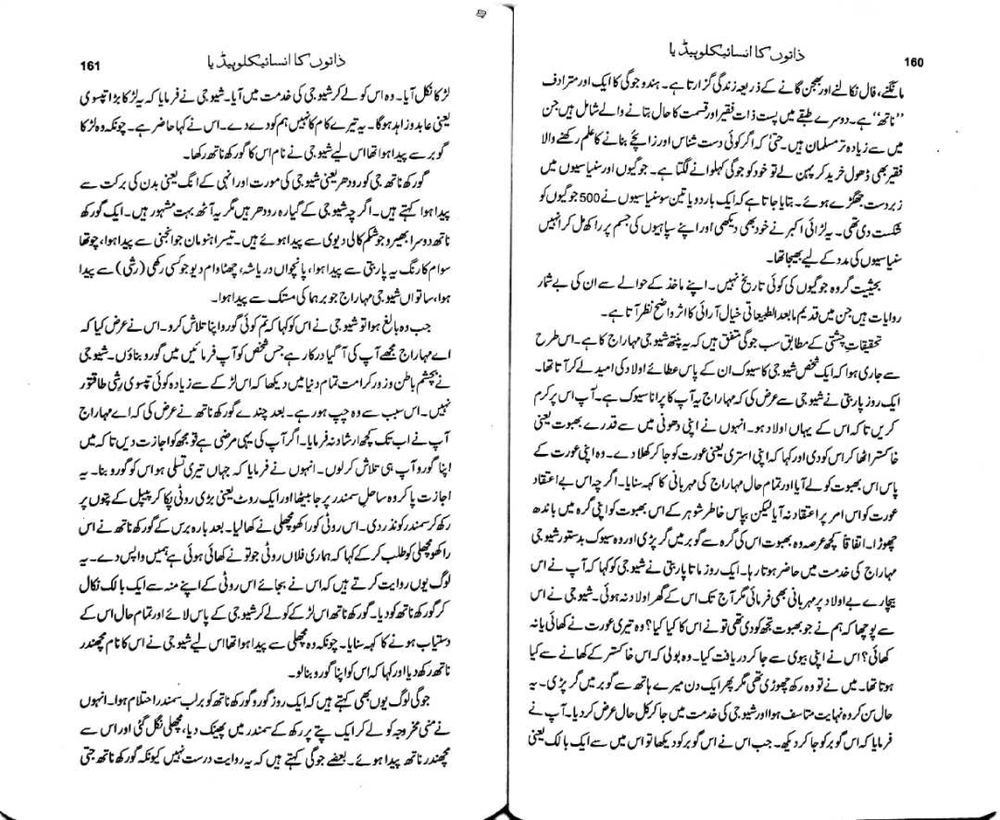 160
ذاتوں کا انسائیکلوپیڈیا
مانگنے، فال نکالنے اور بھجن گانے کے ذریعہ زندگی گزارتا ہے۔ ہندو جوگی کا ایک اور مترادف
”ناتھ“ ہے۔ دوسرے طبقے میں پست ذات فقیر اور قسمت کا حال بتانے والے شامل ہیں جن
میں سے زیادہ تر مسلمان ہیں۔ حتیٰ کہ اگر کوئی دست شناس اور زائچے بنانے کا علم رکھنے والا
فقیر بھی ڈھول خرید کر پہن لے تو خود کو جوگی کہلوانے لگتا ہے۔ جوگیوں اور سنیاسیوں میں
زبردست جھگڑے ہوئے۔ بتایا جاتا ہے کہ ایک بار دو یا تین سو سنیاسیوں نے 500 جوگیوں کو
شکست دی تھی۔ یہ لڑائی اکبر نے خود بھی دیکھی اور اپنے سپاہیوں کی جسم پر راکھ مل کر انہیں
سنیاسیوں کی مدد کے لیے بھیجا تھا۔
بحیثیت گروہ جوگیوں کی کوئی تاریخ نہیں۔ اپنے ماخذ کے حوالے سے ان کی بے شمار
روایات ہیں جن میں قدیم مابعد الطبیعاتی خیال آرائی کا اثر واضح نظر آتا ہے۔
تحقیقات چشتی کے مطابق سب جوگی متفق ہیں کہ یہ پنتھ شیو جی مہاراج کا ہے۔ اس طرح
سے جاری ہوا کہ ایک شخص شیو جی کا سیوک ان کے پاس عطائے اولاد کی امید لے کر آتا تھا۔
ایک روز پاربتی نے شیو جی سے عرض کی کہ مہاراج یہ آپ کا پرانا سیوک ہے۔ آپ اس پر کرم
کریں تاکہ اس کے یہاں اولاد ہو۔ انہوں نے اپنی دھونی میں سے قدرے بھبوت یعنی
خاکستر اٹھا کر اس کو دی اور کہا کہ اپنی استری یعنی عورت کو جا کر کھلا دے۔ وہ اپنی عورت کے
پاس اس بھبوت کو لے آیا اور تمام حال مہاراج کی مہربانی کا کہہ سنایا۔ اگرچہ اس بے اعتقاد
عورت کو اس امر پر اعتقاد نہ آیا لیکن بپاس خاطر شوہر کے اس بھبوت کو اپنی گرہ میں باندھ
چھوڑا۔ اتفاقاً کچھ عرصہ وہ بھبوت اس کی گرہ سے گوبر میں گر پڑی اور وہ سیوک بدستور شیو جی
مہاراج کی خدمت میں حاضر ہوتا رہا۔ ایک روز ماتا پاربتی نے شیو جی کو کہا کہ آپ نے اس
بیچارے بے اولاد پر مہربانی بھی فرمائی مگر آج تک اس کے گھر اولاد نہ ہوئی۔ شیو جی نے اس
سے پوچھا کہ ہم نے جو بھبوت تجھ کو دی تھی تو نے اس کا کیا کیا؟ وہ تیری عورت نے کھائی یا نہ
کھائی؟ اس نے اپنی بیوی سے جا کر دریافت کیا۔ وہ بولی کہ اس خاکستر کے کھانے سے کیا
ہوتا تھا۔ میں نے تو وہ رکھ چھوڑی تھی مگر پھر ایک دن میرے ہاتھ سے گوبر میں گر پڑی۔ یہ
حال سن کر وہ نہایت متاسف ہوا اور شیو جی کی خدمت میں جا کر کل حال عرض کر دیا۔ آپ نے
فرمایا کہ اس گوبر کو جا کر دیکھ۔ جب اس نے اس گوبر کو دیکھا تو اس میں سے ایک بالک یعنی
161
ذاتوں کا انسائیکلوپیڈیا
لڑکا نکل آیا۔ وہ اس کو لے کر شیو جی کی خدمت میں آیا۔ شیو جی نے فرمایا کہ یہ لڑکا بڑا تپسوی
یعنی عابد و زاہد ہوگا۔ یہ تیرے کام کا نہیں ہم کو دے دے۔ اس نے کہا حاضر ہے۔ چونکہ وہ لڑکا
گوبر سے پیدا ہوا تھا اس لیے شیو جی نے نام اس کا گورکھ ناتھ رکھا۔
گورکھ ناتھ جی کو رودھر یعنی شیو جی کی مورت اور انہی کے انگ یعنی بدن کی برکت سے
پیدا ہوا کہتے ہیں۔ اگرچہ شیو جی کے گیارہ رودھر ہیں مگر یہ آٹھ بہت مشہور ہیں۔ ایک گورکھ
ناتھ دوسرا بھیرو جو شکم کالی دیوی سے پیدا ہوئے ہیں۔ تیسرا ہنومان جو انجنی سے پیدا ہوا، چوتھا
سوام کارنگ یہ پاربتی سے پیدا ہوا، پانچواں دریاشہ، چھٹا وام دیو جو کسی رکھی (رشی) سے پیدا
ہوا، ساتواں شیو جی مہاراج جو برہما کی مستک سے پیدا ہوا۔
جب وہ بالغ ہوا تو شیو جی نے اس کو کہا کہ تم کوئی گورو اپنا تلاش کرو۔ اس نے عرض کیا کہ
اے مہاراج مجھے آپ کی آگیا درکار ہے جس شخص کو آپ فرمائیں میں گورو بناؤں۔ شیو جی
نے بچشم باطن و زور کرامت تمام دنیا میں دیکھا کہ اس لڑکے سے زیادہ کوئی تپسوی رشی طاقتور
نہیں۔ اس سبب سے وہ چپ ہو رہے۔ بعد چندے گورکھ ناتھ نے عرض کی کہ اے مہاراج
آپ نے اب تک کچھ ارشاد نہ فرمایا۔ اگر آپ کی یہی مرضی ہے تو مجھ کو اجازت دیں تاکہ میں
اپنا گورو آپ ہی تلاش کر لوں۔ انہوں نے فرمایا کہ جہاں تیری تسلی ہو اس کو گورو بنا۔ یہ
اجازت پا کر وہ ساحلِ سمندر پر جا بیٹھا اور ایک روٹ یعنی بڑی روٹی پکا کر پیپل کے پتوں پر
رکھ کر سمندر کو نذر دی۔ اس روٹی کو راکھو مچھلی نے کھا لیا۔ بعد بارہ برس کے گورکھ ناتھ نے اس
راکھو مچھلی کو طلب کر کے کہا کہ ہماری فلاں روٹی جو تو نے کھائی ہوئی ہے ہمیں واپس دے۔ یہ
لوگ یوں روایت کرتے ہیں کہ اس نے بجائے اس روٹی کے اپنے منہ سے ایک بالک نکال
کر گورکھ ناتھ کو دیا۔ گورکھ ناتھ اس لڑکے کو لے کر شیو جی کے پاس لائے اور تمام حال اس کے
دستیاب ہونے کا کہہ سنایا۔ چونکہ وہ مچھلی سے پیدا ہوا تھا اس لیے شیو جی نے اس کا نام مچھندر
ناتھ رکھ دیا اور کہا کہ اس کو اپنا گورو بنا لو۔
جوگی لوگ یوں بھی کہتے ہیں کہ ایک روز گورو گورکھ ناتھ کو برلب سمندر احتلام ہوا۔ انہوں
نے منی مخروجہ کو لے کر ایک پتے پر رکھ کے سمندر میں پھینک دیا، مچھلی نگل گئی اور اس سے
مچھندر ناتھ پیدا ہوئے۔ بعضے جوگی کہتے ہیں کہ یہ روایت درست نہیں کیونکہ گورکھ ناتھ جتی